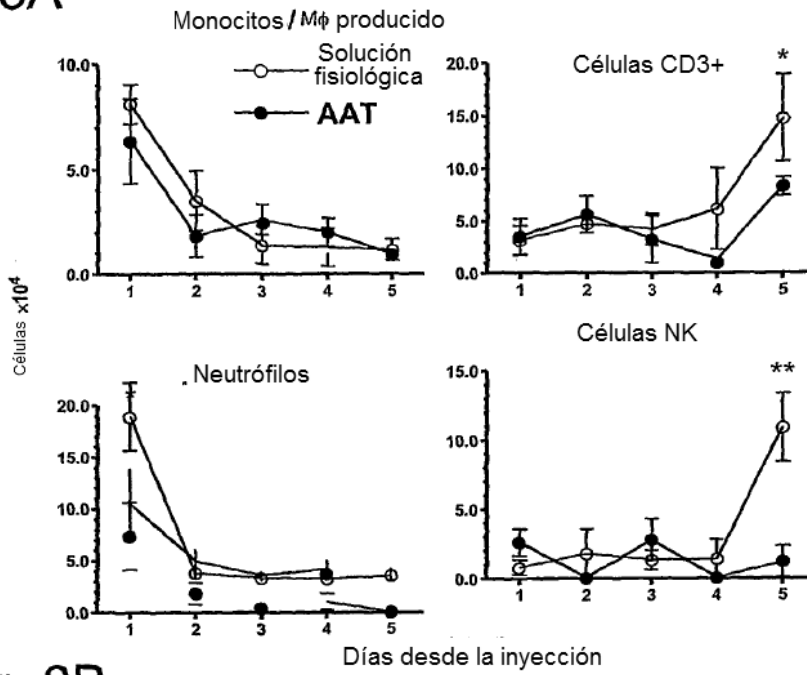 Monocitos / Mϕ producido
Solución
fisiológica
AAT
10.0
5.0
0.0
1 2 3 4 5
Células CD3+
*
20.0
15.0
10.0
5.0
0.0
1 2 3 4 5
Células x10⁴
Neutrófilos
20.0
15.0
10.0
5.0
0.0
1 2 3 4 5
Células NK
**
15.0
10.0
5.0
0.0
1 2 3 4 5
Días desde la inyección